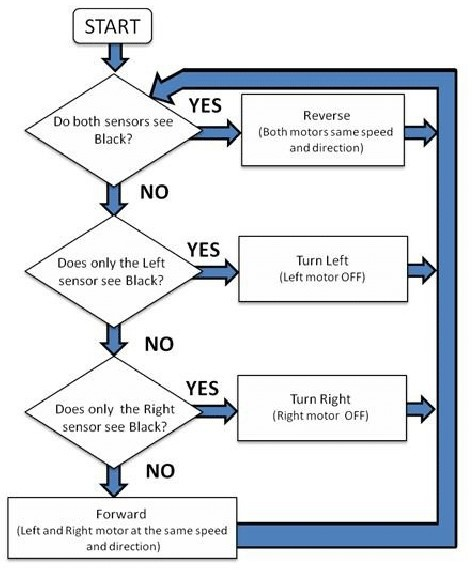 START
Do both sensors see
Black?
YES
Reverse
(Both motors same speed
and direction)
NO
Does only the Left
sensor see Black?
YES
Turn Left
(Left motor OFF)
NO
Does only the Right
sensor see Black?
YES
Turn Right
(Right motor OFF)
NO
Forward
(Left and Right motor at the same speed
and direction)